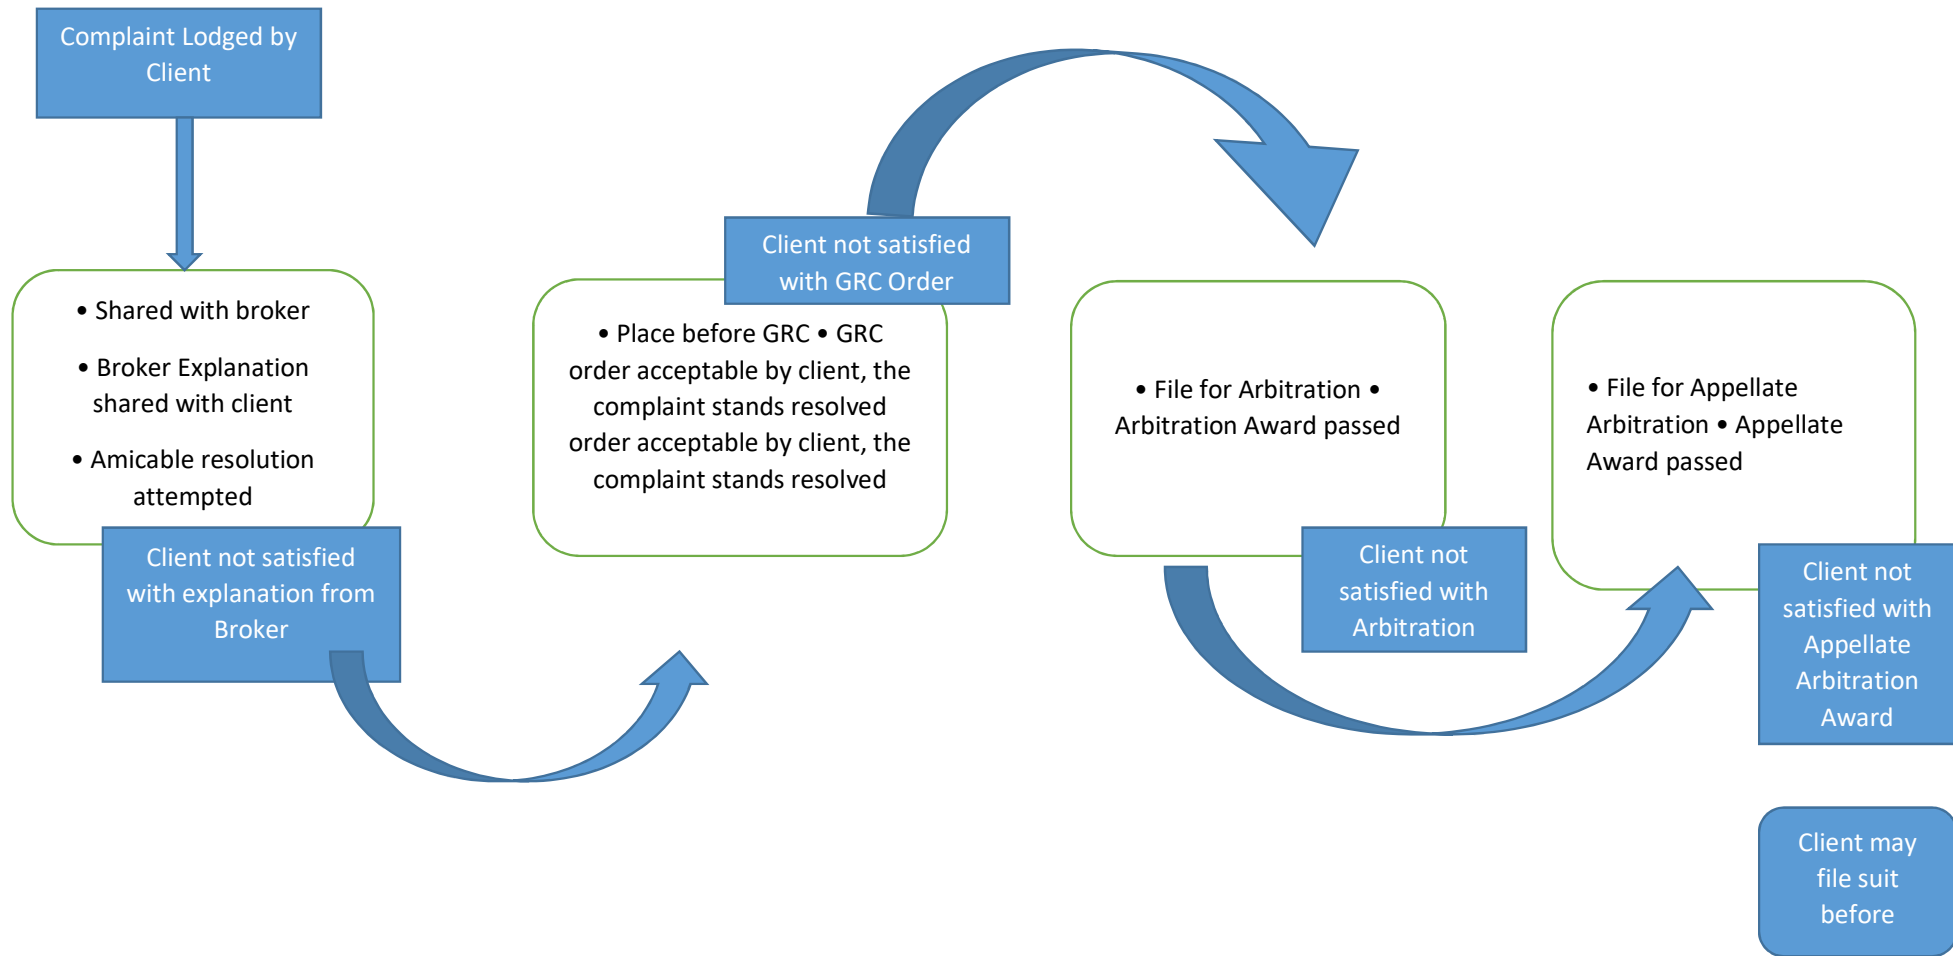 Complaint Lodged by
Client
• Shared with broker
• Broker Explanation
shared with client
• Amicable resolution
attempted
Client not satisfied
with explanation from
Broker
Client not satisfied
with GRC Order
• Place before GRC • GRC
order acceptable by client, the
complaint stands resolved
order acceptable by client, the
complaint stands resolved
• File for Arbitration •
Arbitration Award passed
Client not
satisfied with
Arbitration
• File for Appellate
Arbitration • Appellate
Award passed
Client not
satisfied with
Appellate
Arbitration
Award
Client may
file suit
before